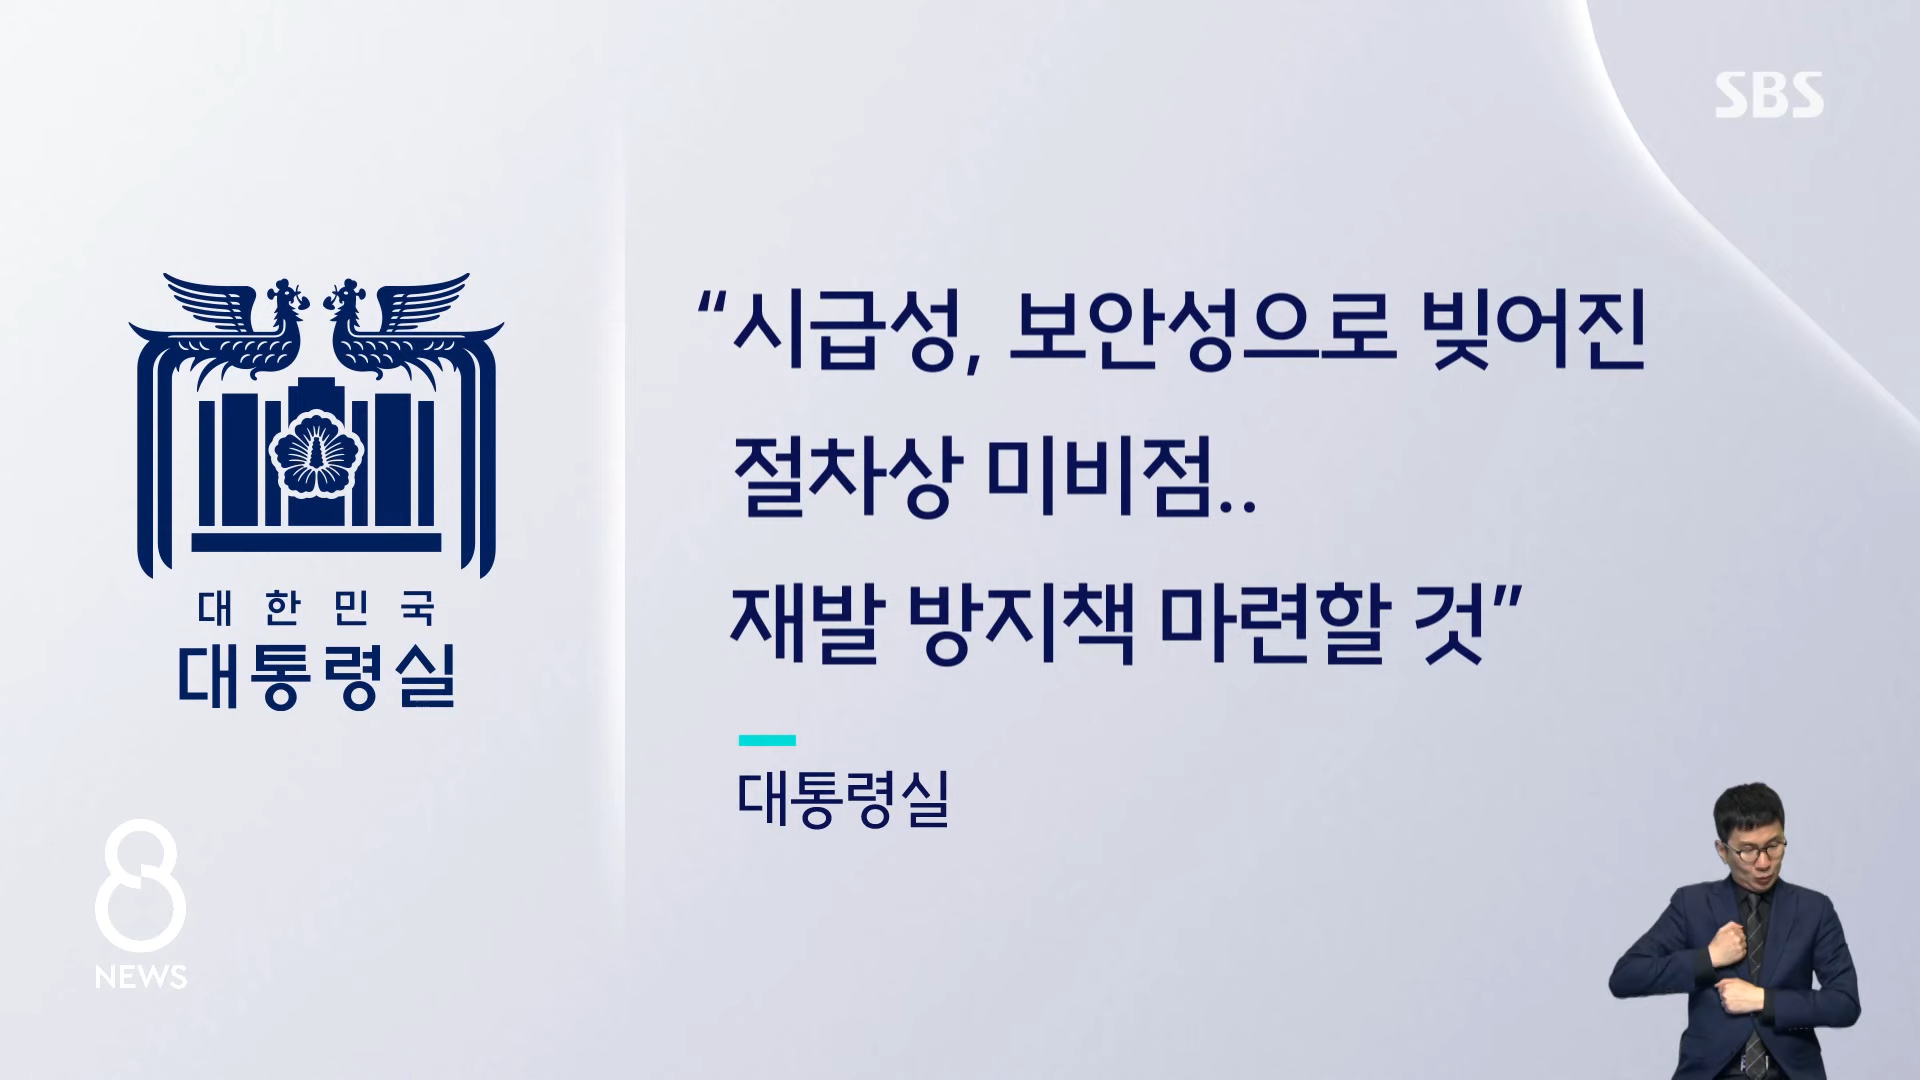 SBS
“시급성, 보안성으로 빚어진
절차상 미비점..
재발 방지책 마련할 것”
대통령실
대한민국
대통령실
8
NEWS